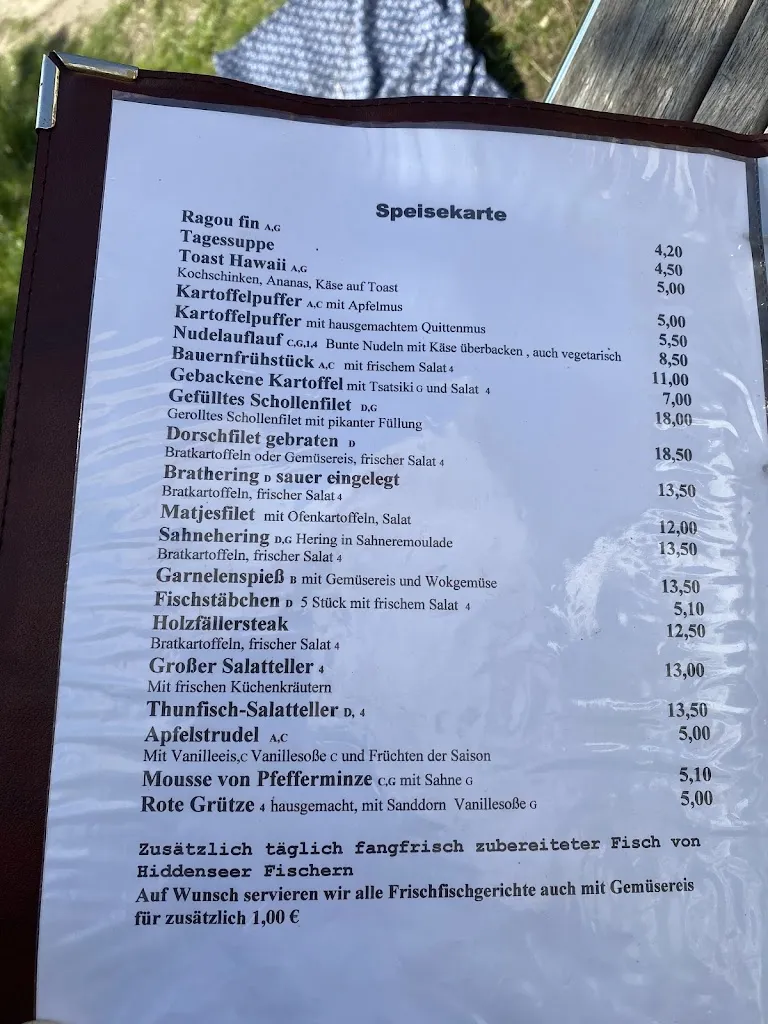 Speisekarte
Ragou fin A,G 4,20
Tagessuppe 4,50
Toast Hawaii A,G 5,00
Kochschinken, Ananas, Käse auf Toast
Kartoffelpuffer A,C mit Apfelmus 5,00
Kartoffelpuffer mit hausgemachtem Quittenmus 5,50
Nudelauflauf C,G,1,4 Bunte Nudeln mit Käse überbacken , auch vegetarisch 8,50
Bauernfrühstück A,C mit frischem Salat 4 11,00
Gebackene Kartoffel mit Tsatsiki G und Salat 4 7,00
Gefülltes Schollenfilet D,G 18,00
Gerolltes Schollenfilet mit pikanter Füllung
Dorschfilet gebraten D 18,50
Bratkartoffeln oder Gemüsereis, frischer Salat 4
Brathering D sauer eingelegt 13,50
Bratkartoffeln, frischer Salat 4
Matjesfilet mit Ofenkartoffeln, Salat 12,00
Sahnehering D,G Hering in Sahneremoulade 13,50
Bratkartoffeln, frischer Salat 4
Garnelenspieß B mit Gemüsereis und Wokgemüse 13,50
Fischstäbchen D 5 Stück mit frischem Salat 4 5,10
Holzfällersteak 12,50
Bratkartoffeln, frischer Salat 4
Großer Salatteller 4 13,00
Mit frischen Küchenkräutern
Thunfisch-Salatteller D, 4 13,50
Apfelstrudel A,C 5,00
Mit Vanilleeis,C Vanillesoße C und Früchten der Saison
Mousse von Pfefferminze C,G mit Sahne G 5,10
Rote Grütze 4 hausgemacht, mit Sanddorn Vanillesoße G 5,00
Zusätzlich täglich fangfrisch zubereiteter Fisch von
Hiddenseer Fischern
Auf Wunsch servieren wir alle Frischfischgerichte auch mit Gemüsereis
für zusätzlich 1,00 €